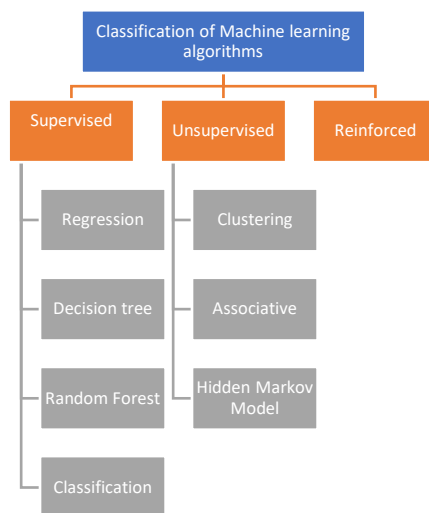 Classification of Machine learning
algorithms
Supervised
Unsupervised
Reinforced
Regression
Clustering
Decision tree
Associative
Random Forest
Hidden Markov
Model
Classification